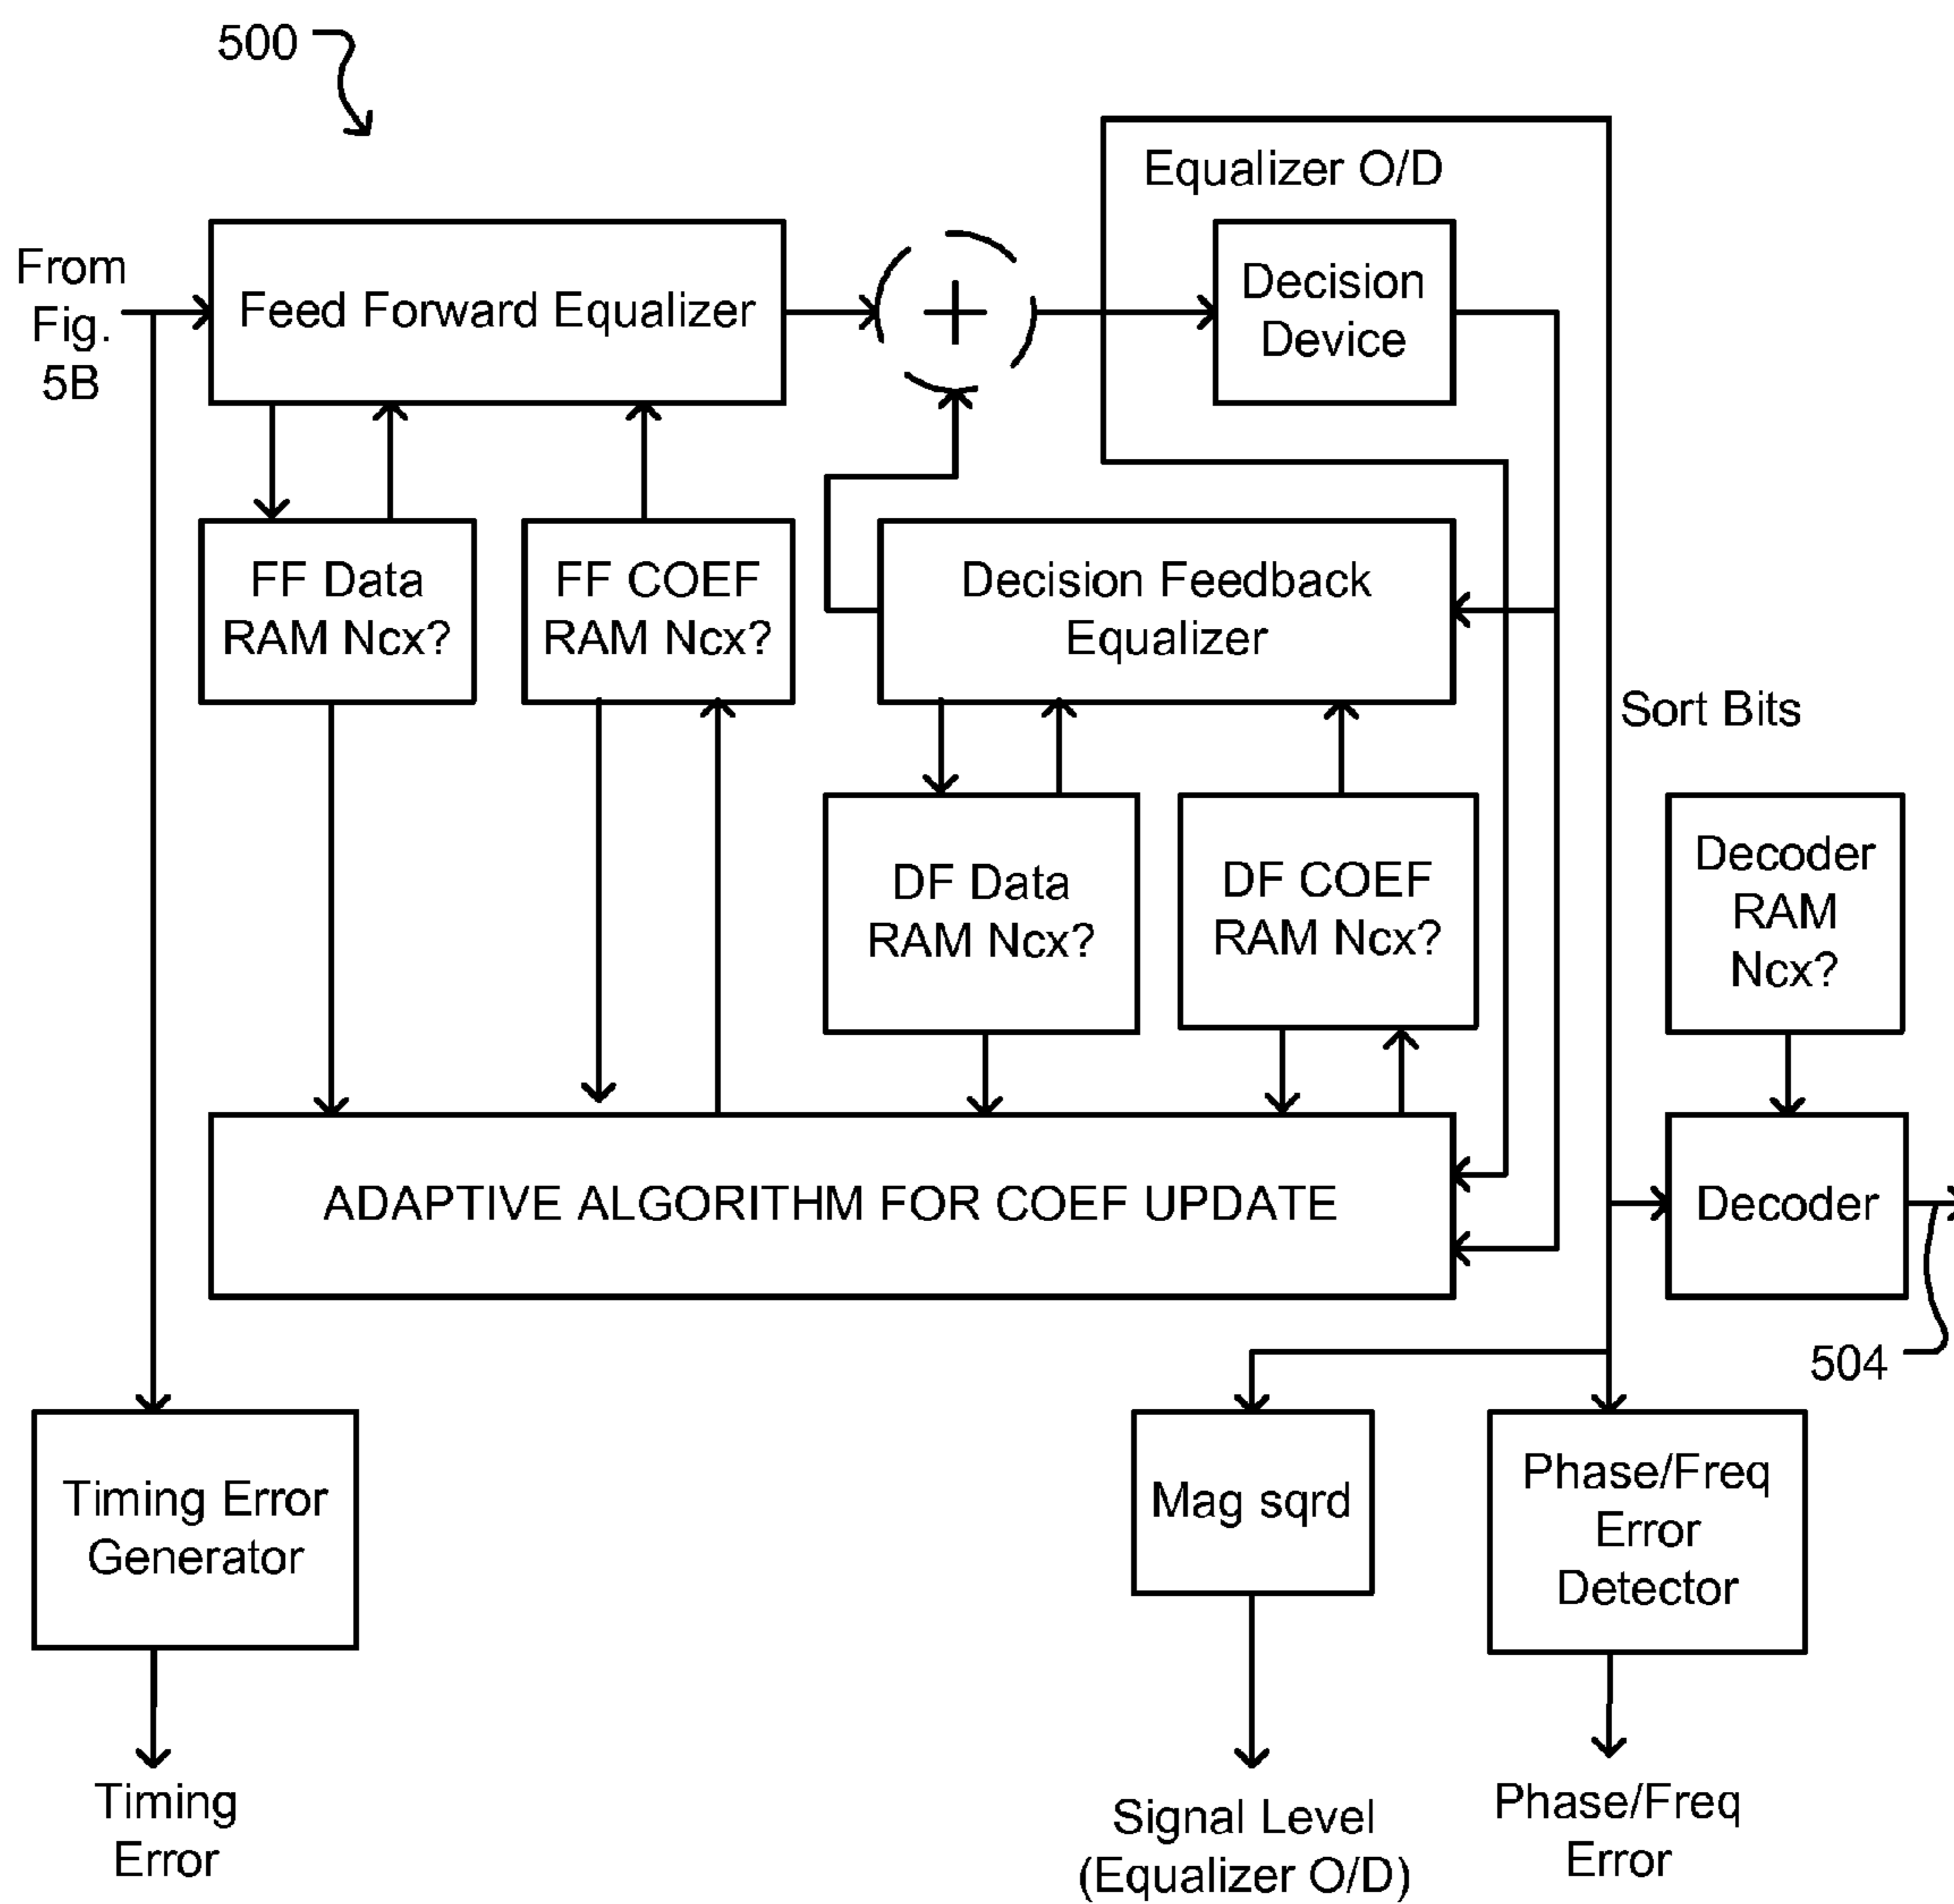 500
Equalizer O/D
From
Fig.
5B
Feed Forward Equalizer
+
Decision
Device
FF Data
RAM Ncx?
FF COEF
RAM Ncx?
Decision Feedback
Equalizer
Sort Bits
DF Data
RAM Ncx?
DF COEF
RAM Ncx?
Decoder
RAM
Ncx?
ADAPTIVE ALGORITHM FOR COEF UPDATE
Decoder
504
Timing Error
Generator
Mag sqrd
Phase/Freq
Error
Detector
Timing
Error
Signal Level
(Equalizer O/D)
Phase/Freq
Error